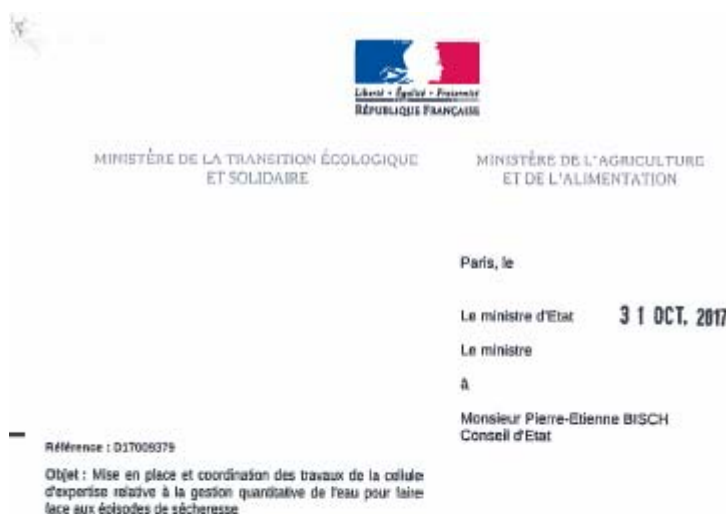 Liberté • Égalité • Fraternité
RÉPUBLIQUE FRANÇAISE
MINISTÈRE DE LA TRANSITION ÉCOLOGIQUE
ET SOLIDAIRE
MINISTÈRE DE L'AGRICULTURE
ET DE L'ALIMENTATION
Paris, le
Le ministre d'Etat
31 OCT. 2017
Le ministre
à
Monsieur Pierre-Etienne BISCH
Conseil d'Etat
Référence : D17009379
Objet : Mise en place et coordination des travaux de la cellule
d'expertise relative à la gestion quantitative de l'eau pour faire
face aux épisodes de sécheresse